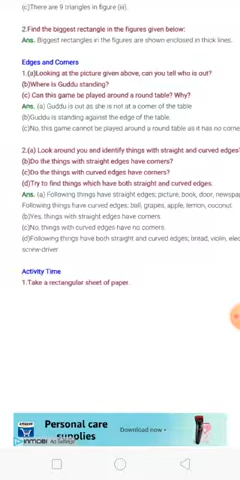 (c)There are 9 triangles in figure (iii).
2.Find the biggest rectangle in the figures given below:
Ans. Biggest rectangles in the figures are shown enclosed in thick lines.
Edges and Corners
1.(a)Looking at the picture given above, can you tell who is out?
(b)Where is Guddu standing?
(c) Can this game be played around a round table? Why?
Ans. (a) Guddu is out as she is not at a corner of the table
(b)Guddu is standing against the edge of the table.
(c)No, this game cannot be played around a round table as it has no corne
2.(a) Look around you and identify things with straight and curved edges?
(b)Do the things with straight edges have corners?
(c)Do the things with curved edges have corners?
(d)Try to find things which have both straight and curved edges.
Ans. (a) Following things have straight edges; picture, book, door, newspa
Following things have curved edges: ball, grapes, apple, lemon, coconut.
(b)Yes, things with straight edges have corners
(c)No, things with curved edges have no corners
(d)Following things have both straight and curved edges; bread, violin, elec
screw-driver
Activity Time
1.Take a rectangular sheet of paper.
Personal care
supplies
Download now
INMOBI Ad Settings